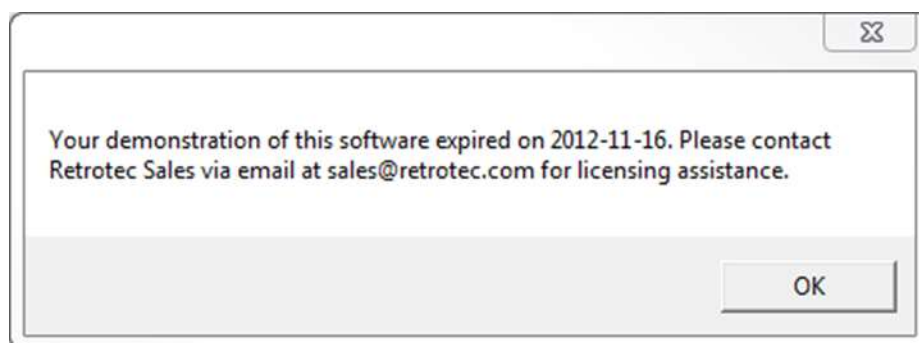 Your demonstration of this software expired on 2012-11-16. Please contact
Retrotec Sales via email at sales@retrotec.com for licensing assistance.
OK